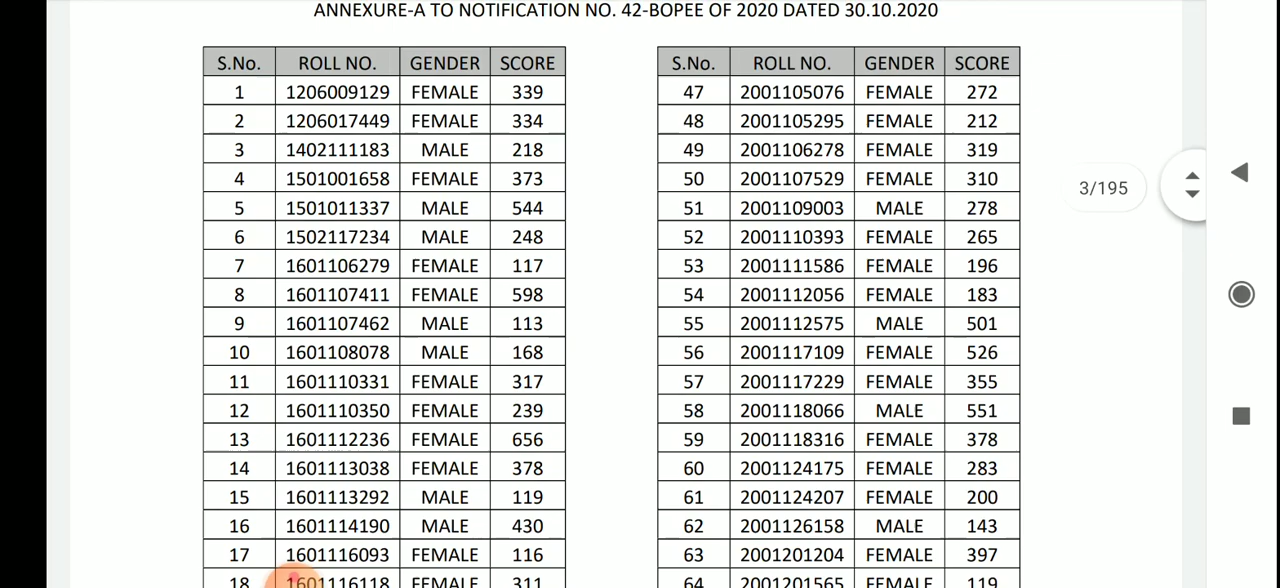 ANNEXURE-A TO NOTIFICATION NO. 42-BOPEE OF 2020 DATED 30.10.2020
S.No. ROLL NO. GENDER SCORE
1 1206009129 FEMALE 339
2 1206017449 FEMALE 334
3 1402111183 MALE 218
4 1501001658 FEMALE 373
5 1501011337 MALE 544
6 1502117234 MALE 248
7 1601106279 FEMALE 117
8 1601107411 FEMALE 598
9 1601107462 MALE 113
10 1601108078 MALE 168
11 1601110331 FEMALE 317
12 1601110350 FEMALE 239
13 1601112236 FEMALE 656
14 1601113038 FEMALE 378
15 1601113292 MALE 119
16 1601114190 MALE 430
17 1601116093 FEMALE 116
18 1601116118 FEMALE 311
S.No. ROLL NO. GENDER SCORE
47 2001105076 FEMALE 272
48 2001105295 FEMALE 212
49 2001106278 FEMALE 319
50 2001107529 FEMALE 310
51 2001109003 MALE 278
52 2001110393 FEMALE 265
53 2001111586 FEMALE 196
54 2001112056 FEMALE 183
55 2001112575 MALE 501
56 2001117109 FEMALE 526
57 2001117229 FEMALE 355
58 2001118066 MALE 551
59 2001118316 FEMALE 378
60 2001124175 FEMALE 283
61 2001124207 FEMALE 200
62 2001126158 MALE 143
63 2001201204 FEMALE 397
64 2001201565 FEMALE 119
3/195